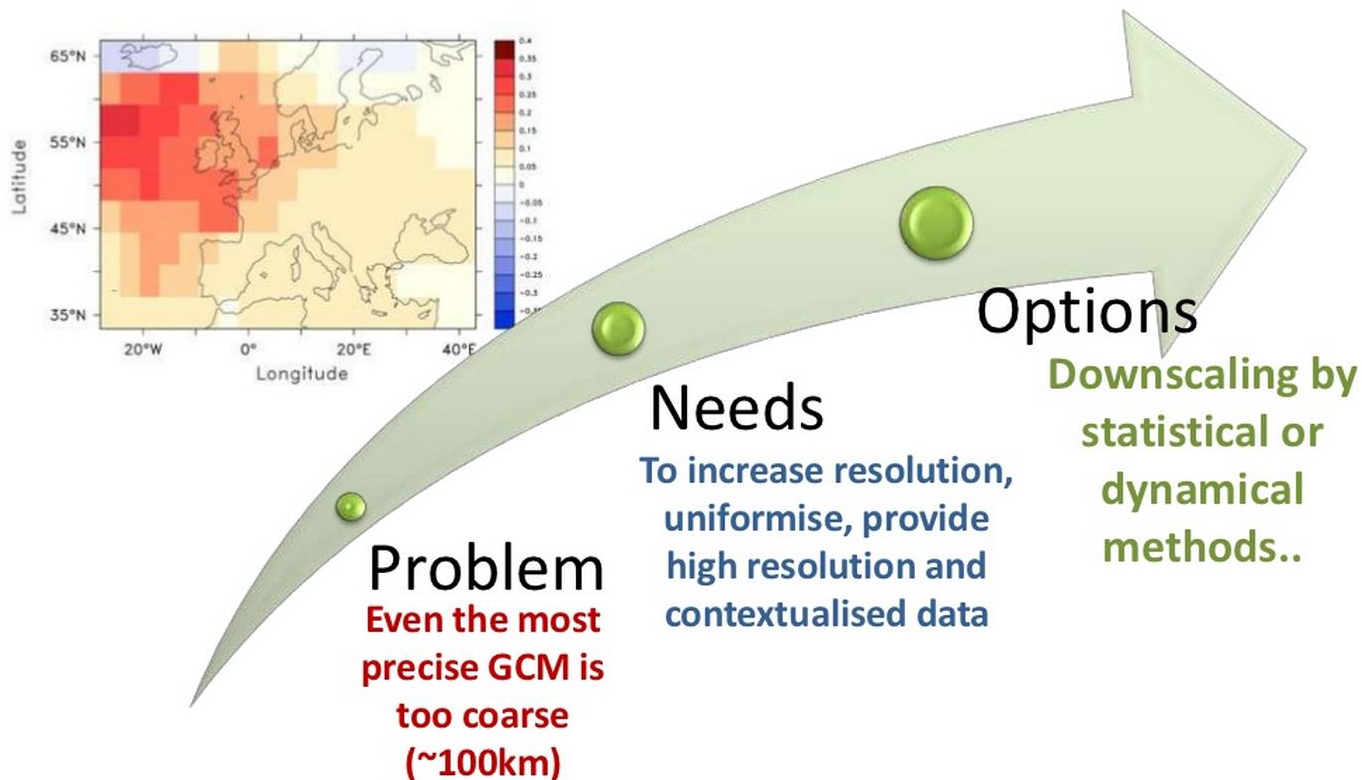 65°N
55°N
45°N
35°N
Latitude
20°W
0°
20°E
40°E
Longitude
0.4
0.35
0.3
0.25
0.2
0.15
0.1
0.05
0
-0.05
-0.1
-0.15
-0.2
-0.25
-0.3
Problem
Even the most
precise GCM is
too coarse
(~100km)
Needs
To increase resolution,
uniformise, provide
high resolution and
contextualised data
Options
Downscaling by
statistical or
dynamical
methods..